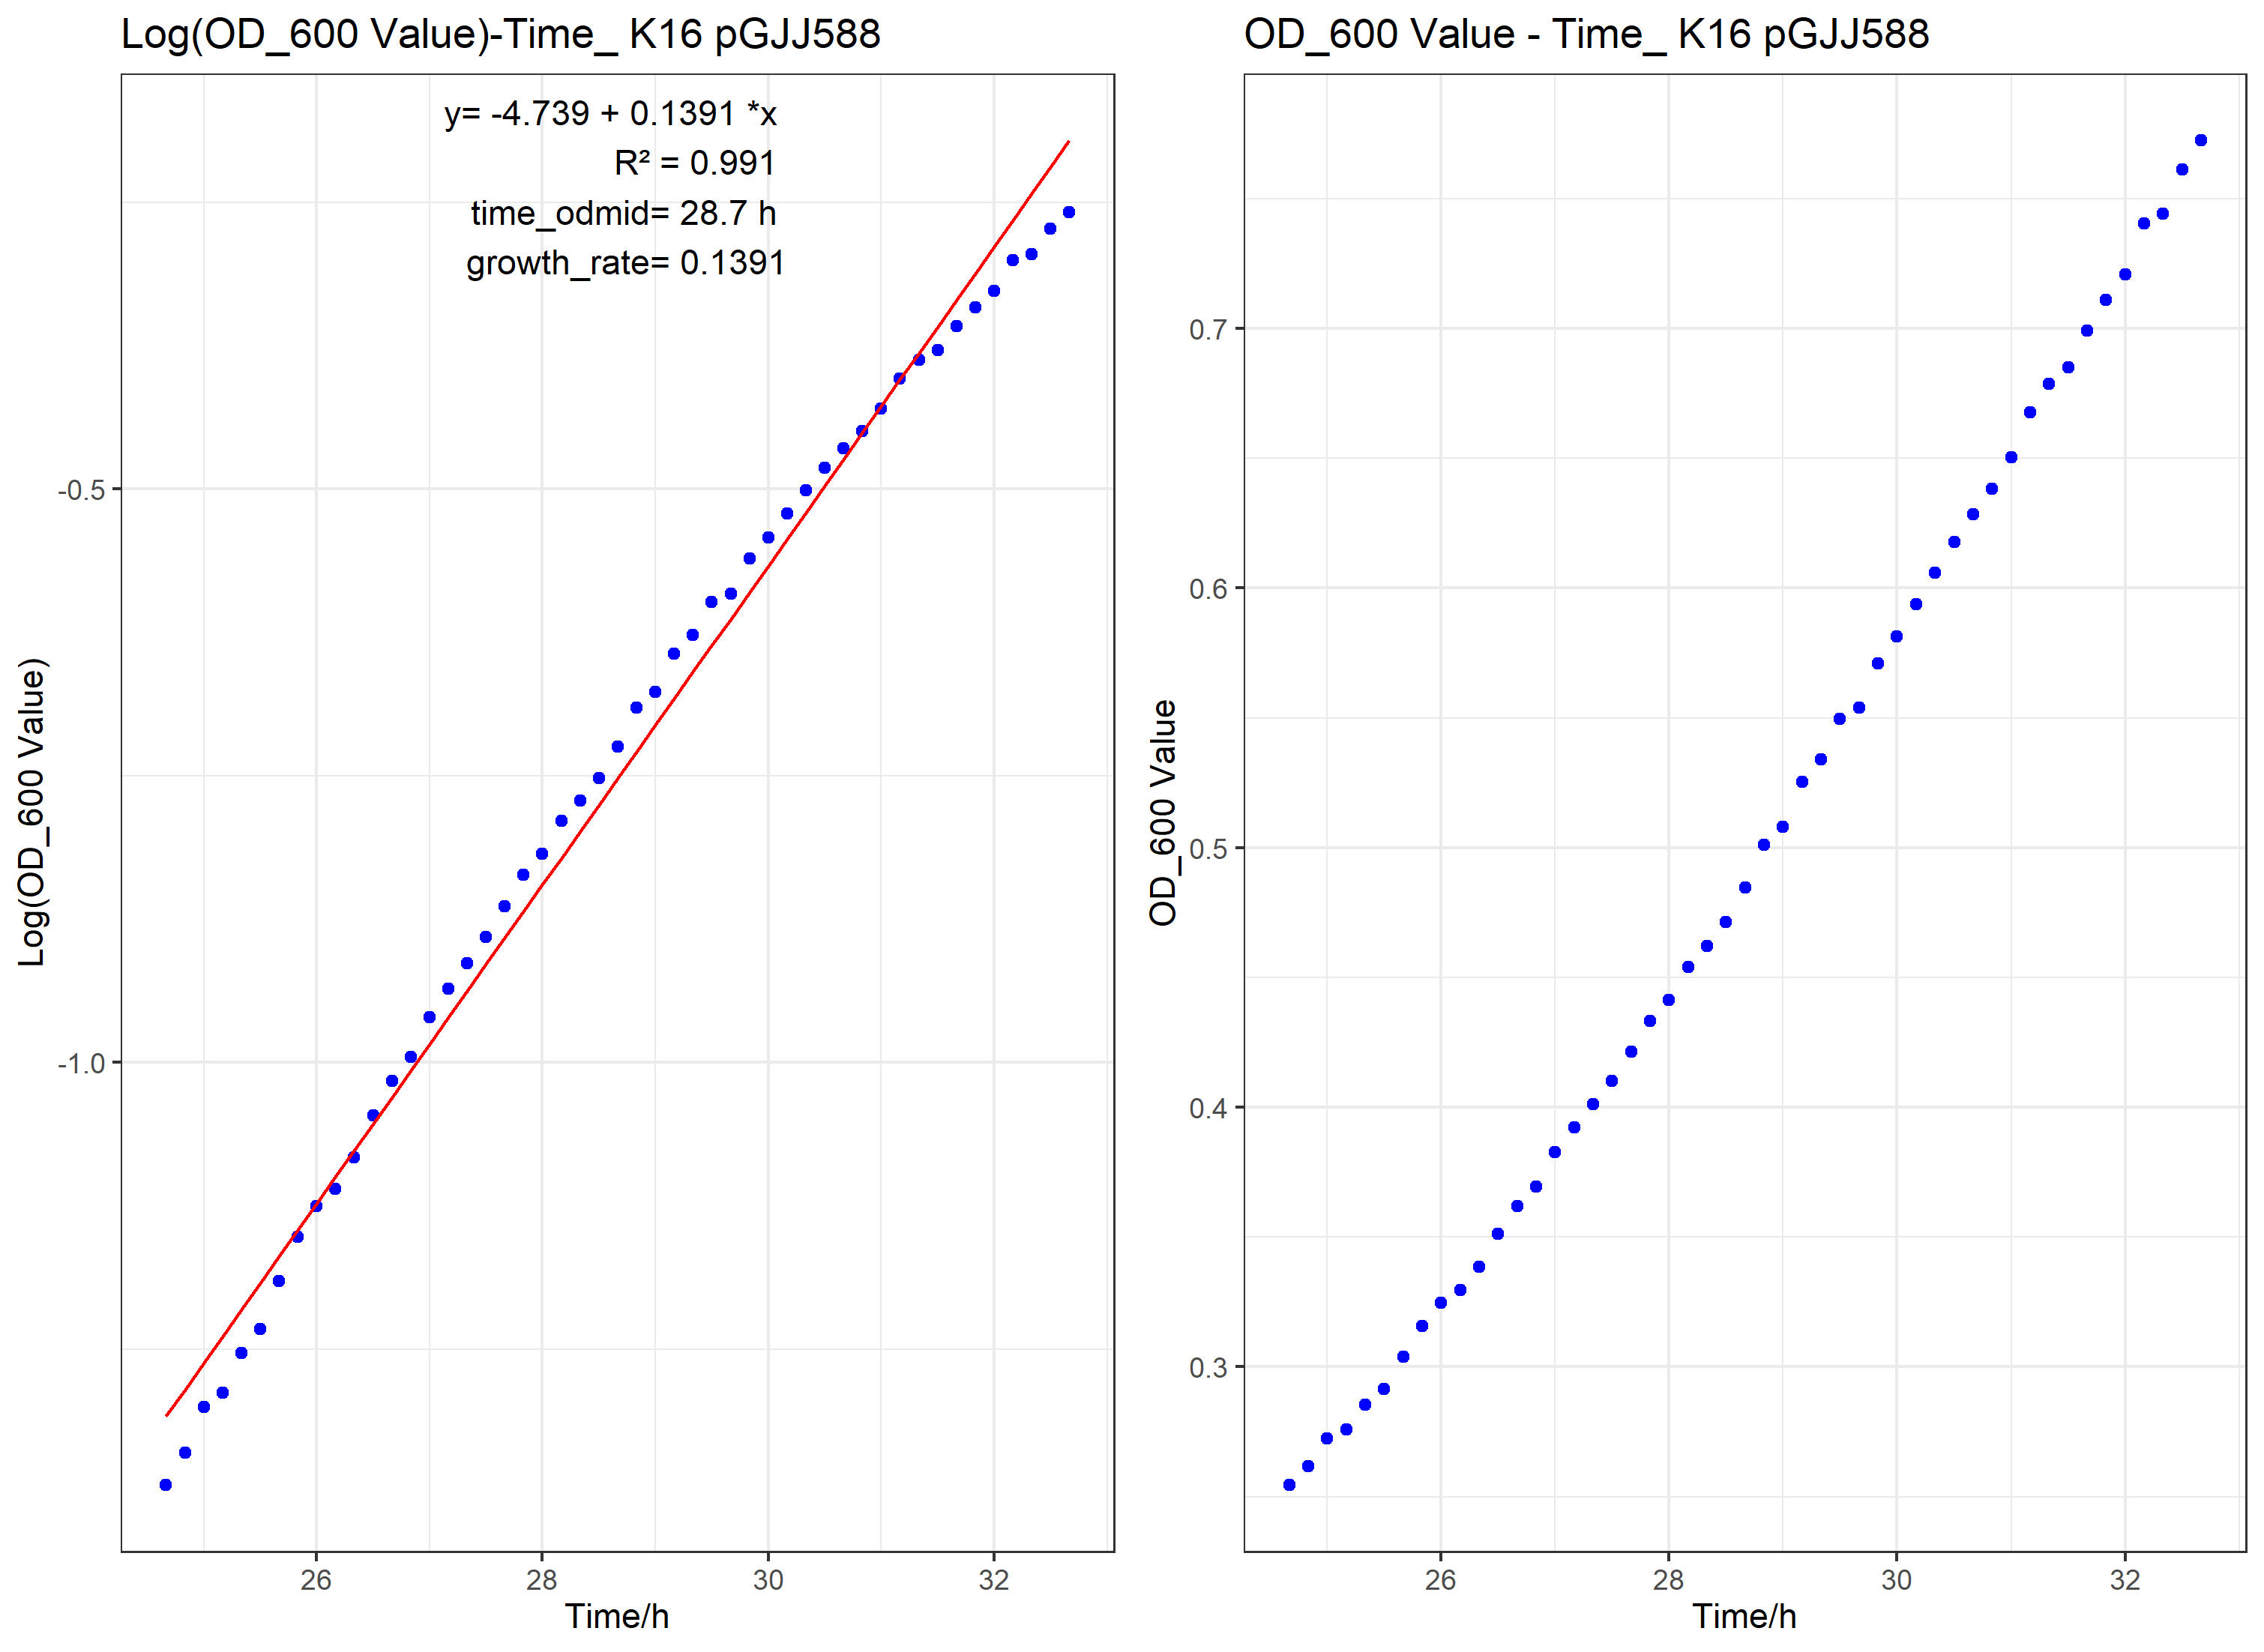 Log(OD_600 Value)-Time_ K16 pGJJ588
y= -4.739 + 0.1391 *x
R² = 0.991
time_odmid= 28.7 h
growth_rate= 0.1391
Log(OD_600 Value)
-0.5
-1.0
26 28 30 32
Time/h
OD_600 Value - Time_ K16 pGJJ588
OD_600 Value
0.7
0.6
0.5
0.4
0.3
26 28 30 32
Time/h